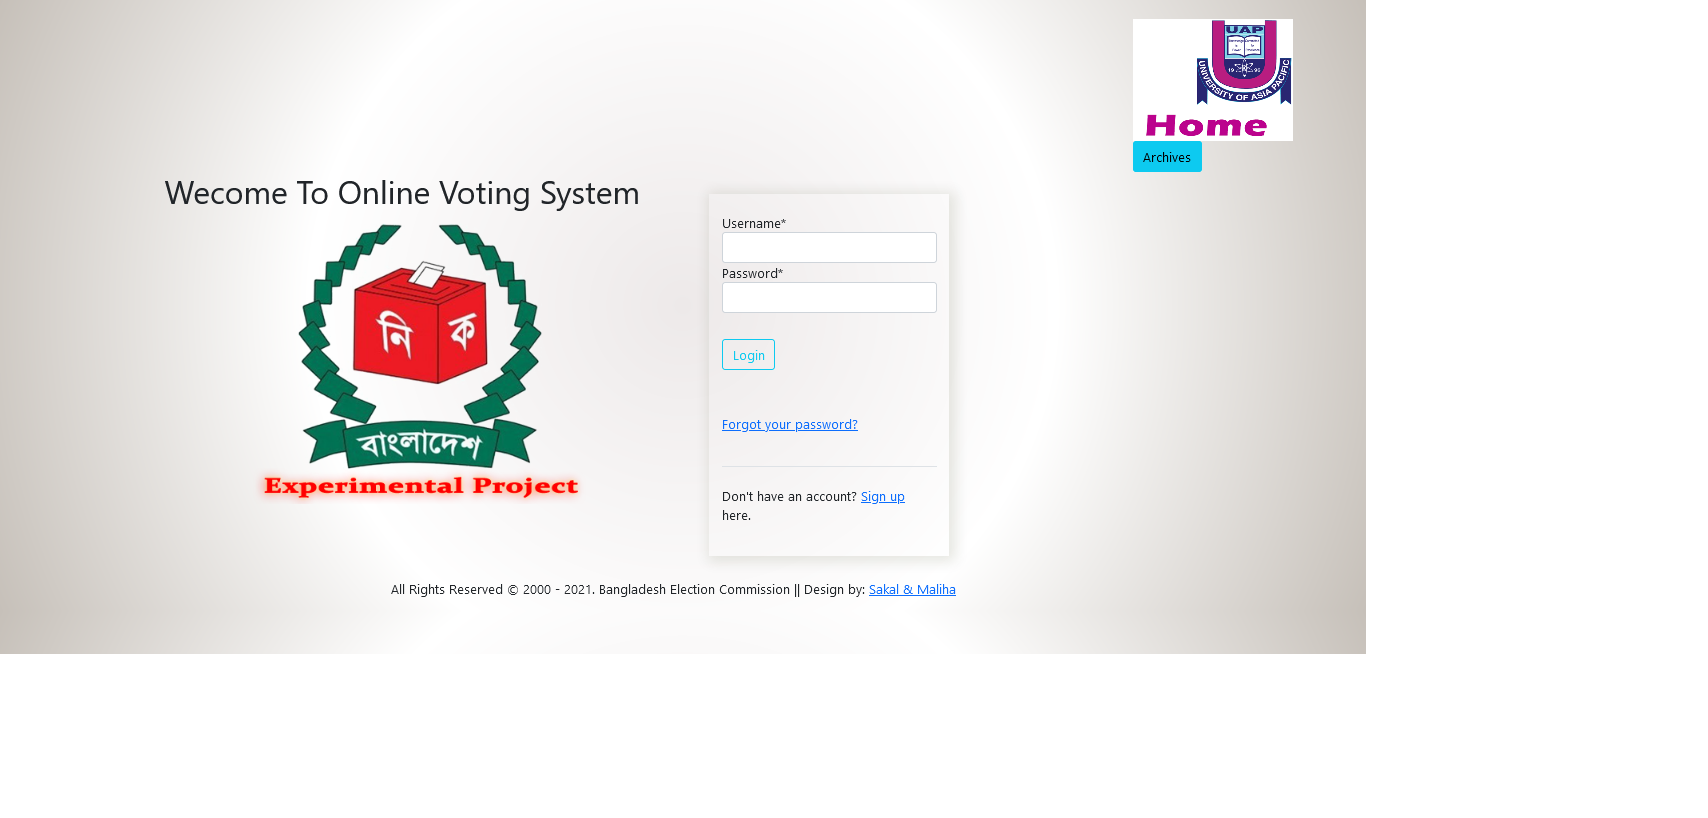 UAP
19 96
UNIVERSITY OF ASIA PACIFIC
Home
Archives
Wecome To Online Voting System
নি ক
বাংলাদেশ
Experimental Project
Username*
Password*
Login
Forgot your password?
Don't have an account? Sign up
here.
All Rights Reserved © 2000 - 2021. Bangladesh Election Commission || Design by: Sakal & Maliha